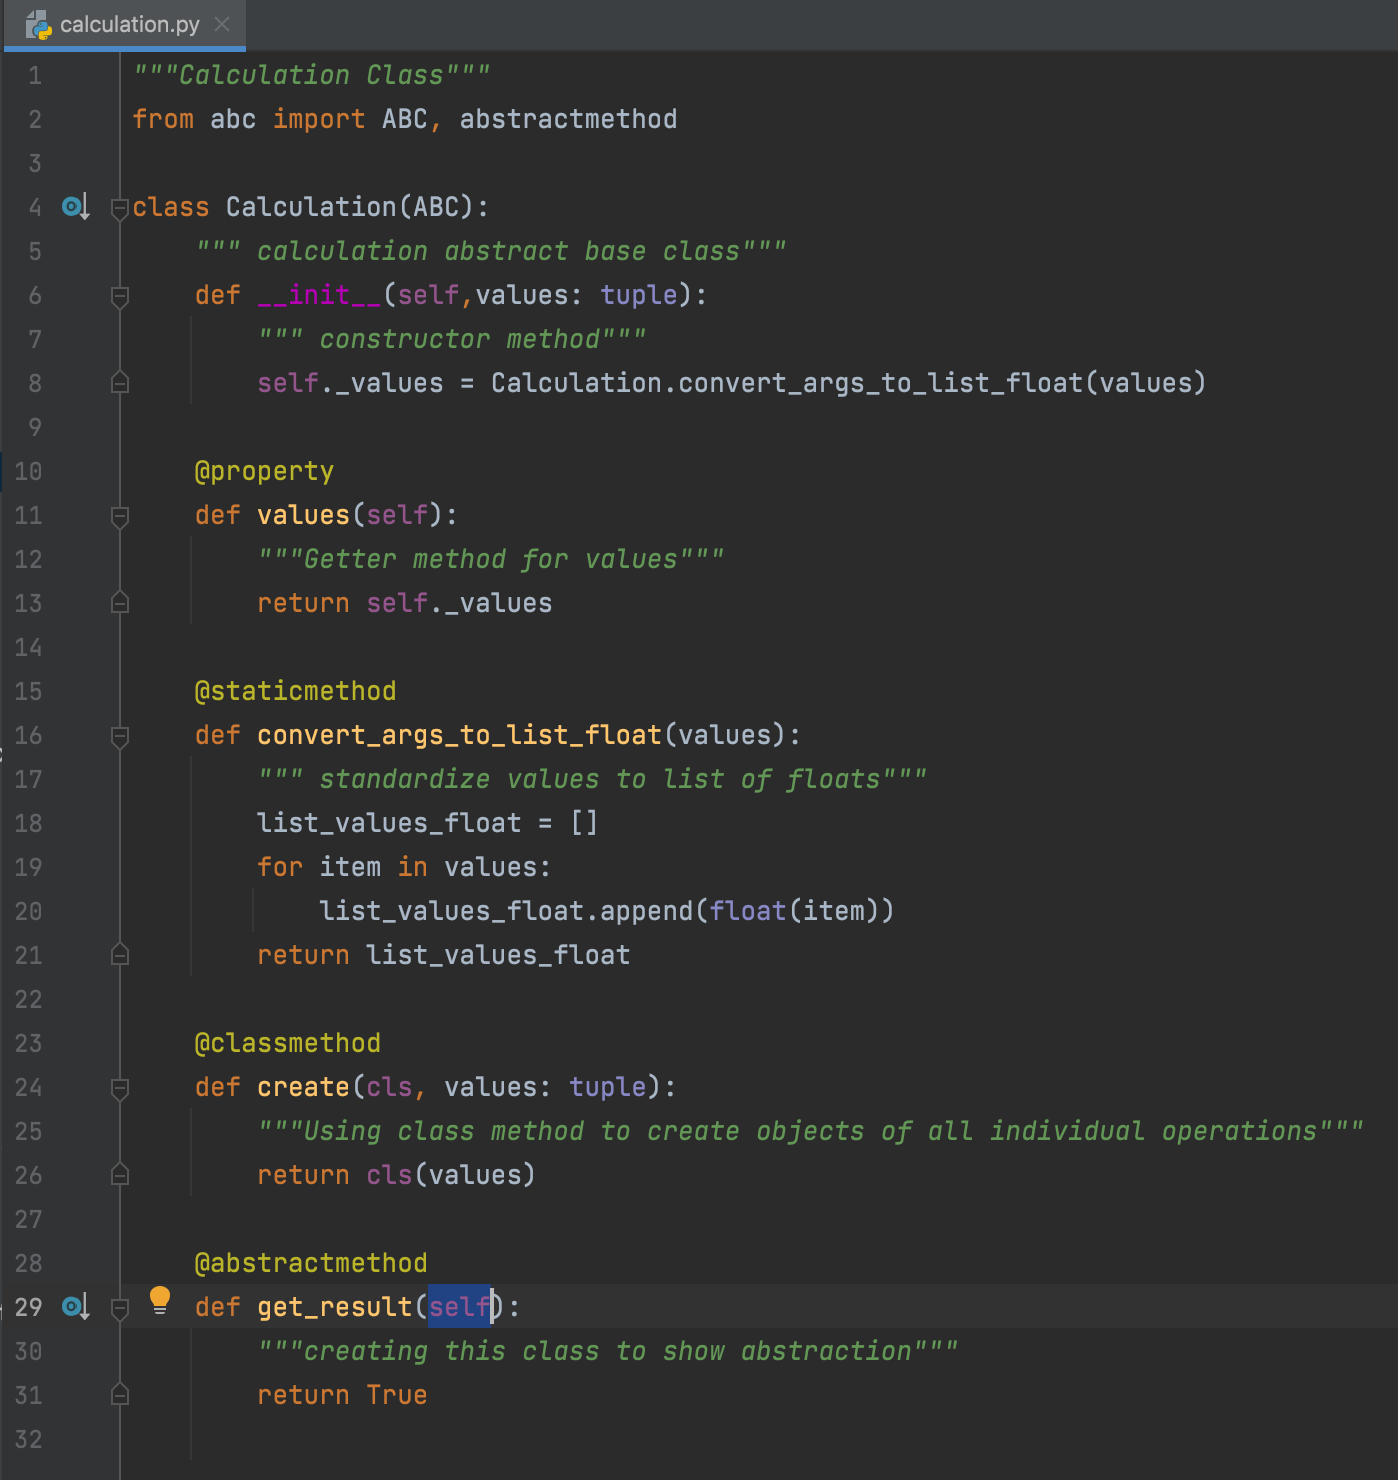 calculation.py
1 """Calculation Class"""
2 from abc import ABC, abstractmethod
3
4 class Calculation(ABC):
5     """ calculation abstract base class"""
6     def __init__(self,values: tuple):
7         """ constructor method"""
8         self._values = Calculation.convert_args_to_list_float(values)
9
10     @property
11     def values(self):
12         """Getter method for values"""
13         return self._values
14
15     @staticmethod
16     def convert_args_to_list_float(values):
17         """ standardize values to list of floats"""
18         list_values_float = []
19         for item in values:
20             list_values_float.append(float(item))
21         return list_values_float
22
23     @classmethod
24     def create(cls, values: tuple):
25         """Using class method to create objects of all individual operations"""
26         return cls(values)
27
28     @abstractmethod
29     def get_result(self):
30         """creating this class to show abstraction"""
31         return True
32